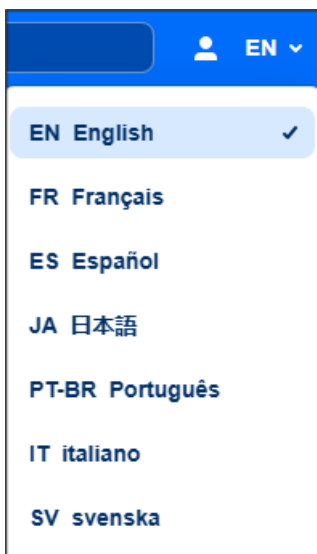 EN
EN English
FR Français
ES Español
JA 日本語
PT-BR Português
IT italiano
SV svenska